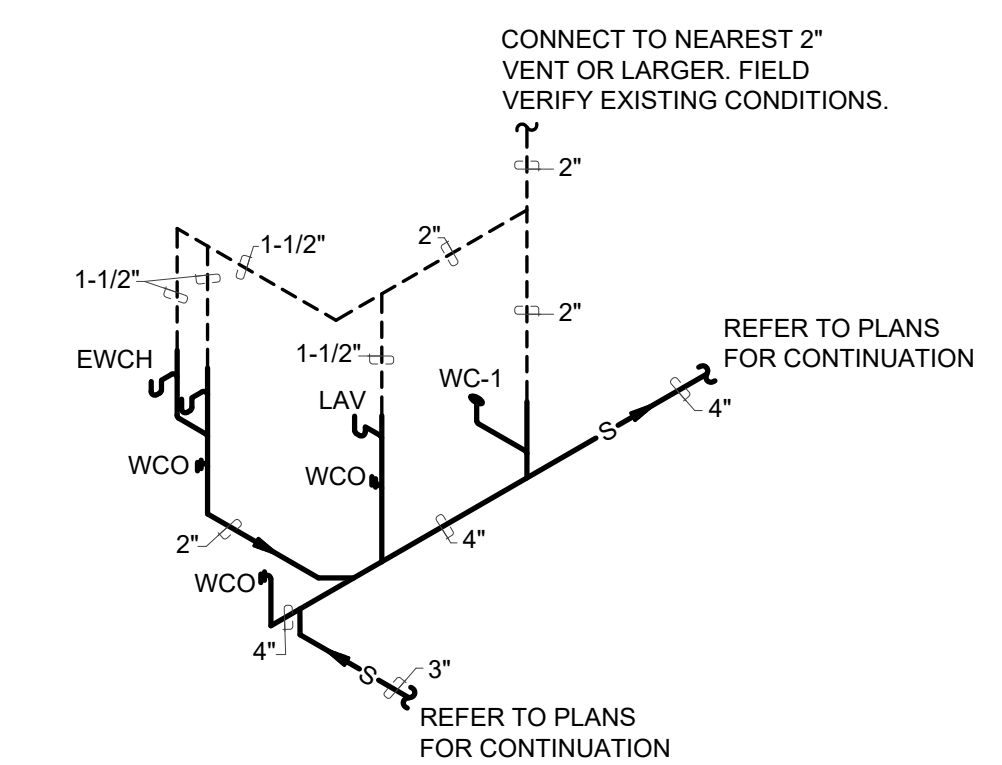 CONNECT TO NEAREST 2"
VENT OR LARGER. FIELD
VERIFY EXISTING CONDITIONS.
2"
2"
1-1/2"
1-1/2"
2"
REFER TO PLANS
FOR CONTINUATION
1-1/2"
EWCH
WC-1
LAV
4"
S
WCO
WCO
2"
4"
WCO
4"
S
3"
REFER TO PLANS
FOR CONTINUATION